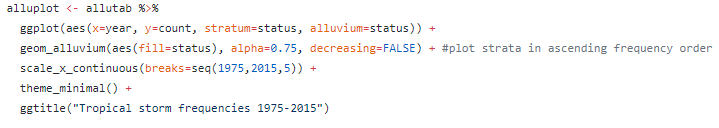 alluplot <- allutab %>%
  ggplot(aes(x=year, y=count, stratum=status, alluvium=status)) +
  geom_alluvium(aes(fill=status), alpha=0.75, decreasing=FALSE) + #plot strata in ascending frequency order
  scale_x_continuous(breaks=seq(1975,2015,5)) +
  theme_minimal() +
  ggtitle("Tropical storm frequencies 1975-2015")